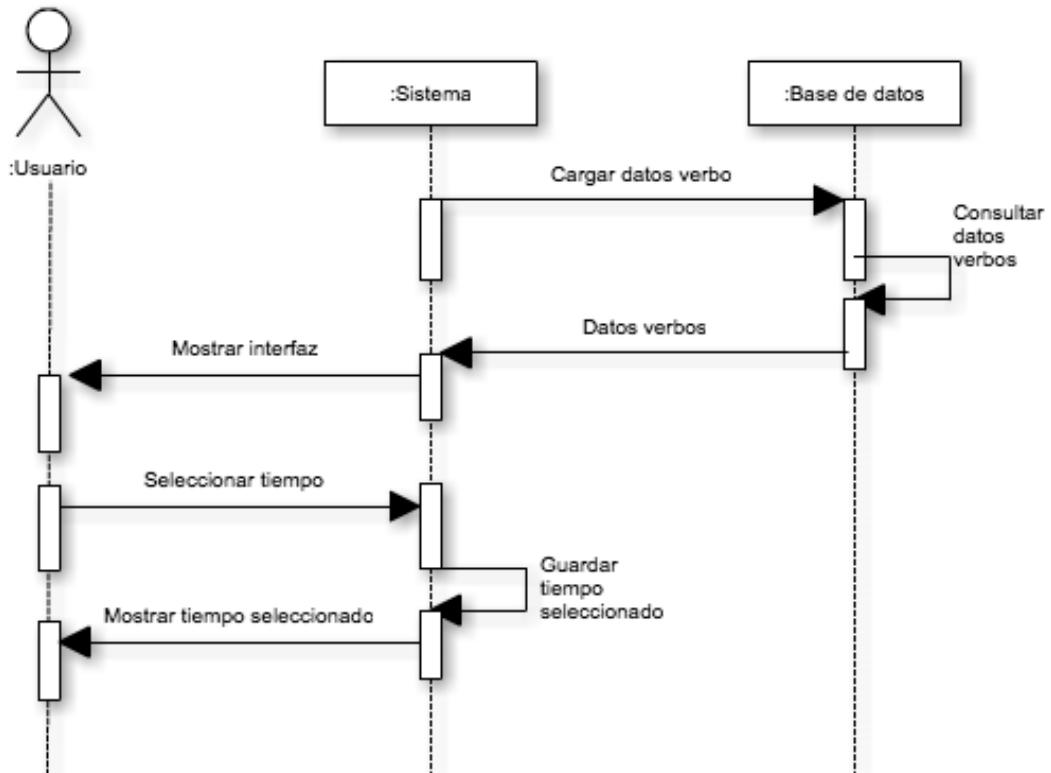 :Sistema
:Base de datos
:Usuario
Cargar datos verbo
Consultar
datos
verbos
Datos verbos
Mostrar interfaz
Seleccionar tiempo
Guardar
tiempo
seleccionado
Mostrar tiempo seleccionado